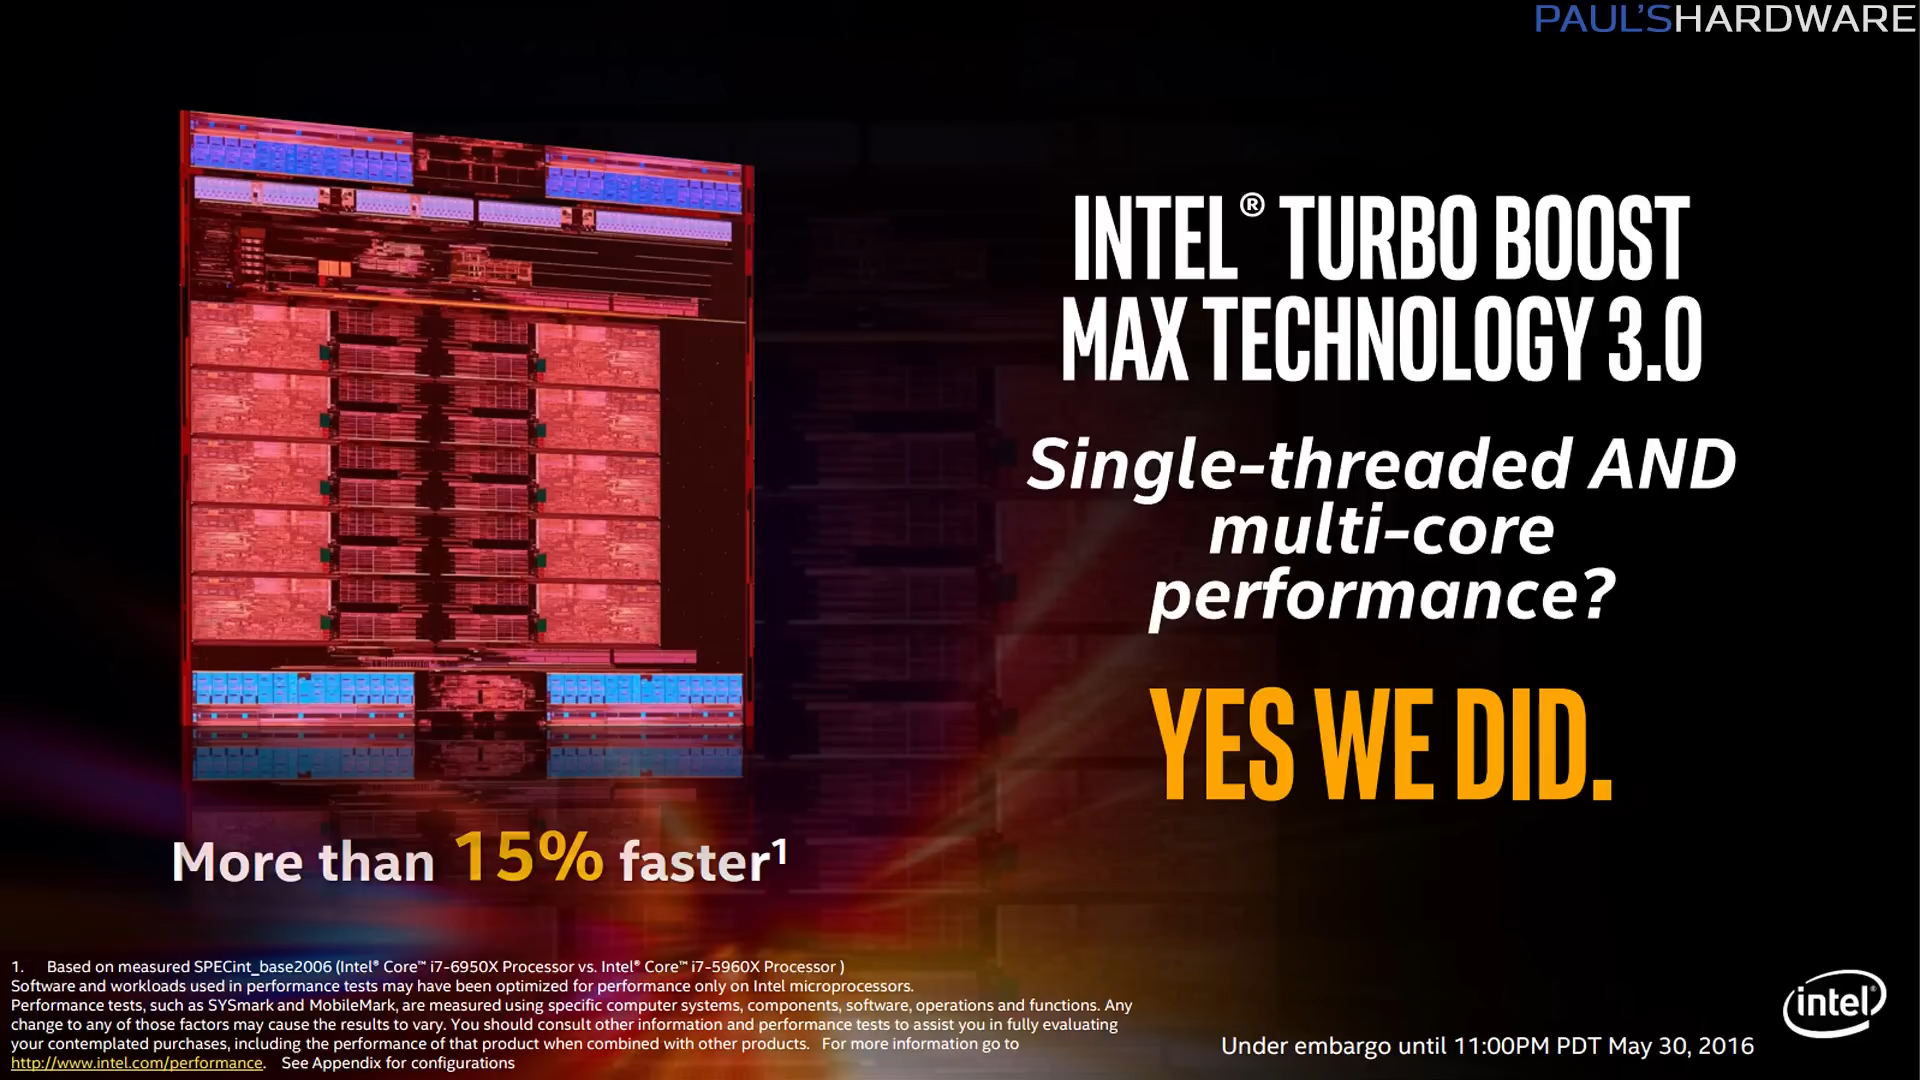 PAUL'SHARDWARE
INTEL® TURBO BOOST
MAX TECHNOLOGY 3.0
Single-threaded AND
multi-core
performance?
YES WE DID.
More than 15% faster¹
1. Based on measured SPECint_base2006 (Intel® Core™ i7-6950X Processor vs. Intel® Core™ i7-5960X Processor )
Software and workloads used in performance tests may have been optimized for performance only on Intel microprocessors.
Performance tests, such as SYSmark and MobileMark, are measured using specific computer systems, components, software, operations and functions. Any
change to any of those factors may cause the results to vary. You should consult other information and performance tests to assist you in fully evaluating
your contemplated purchases, including the performance of that product when combined with other products. For more information go to
http://www.intel.com/performance. See Appendix for configurations
Under embargo until 11:00PM PDT May 30, 2016
intel®